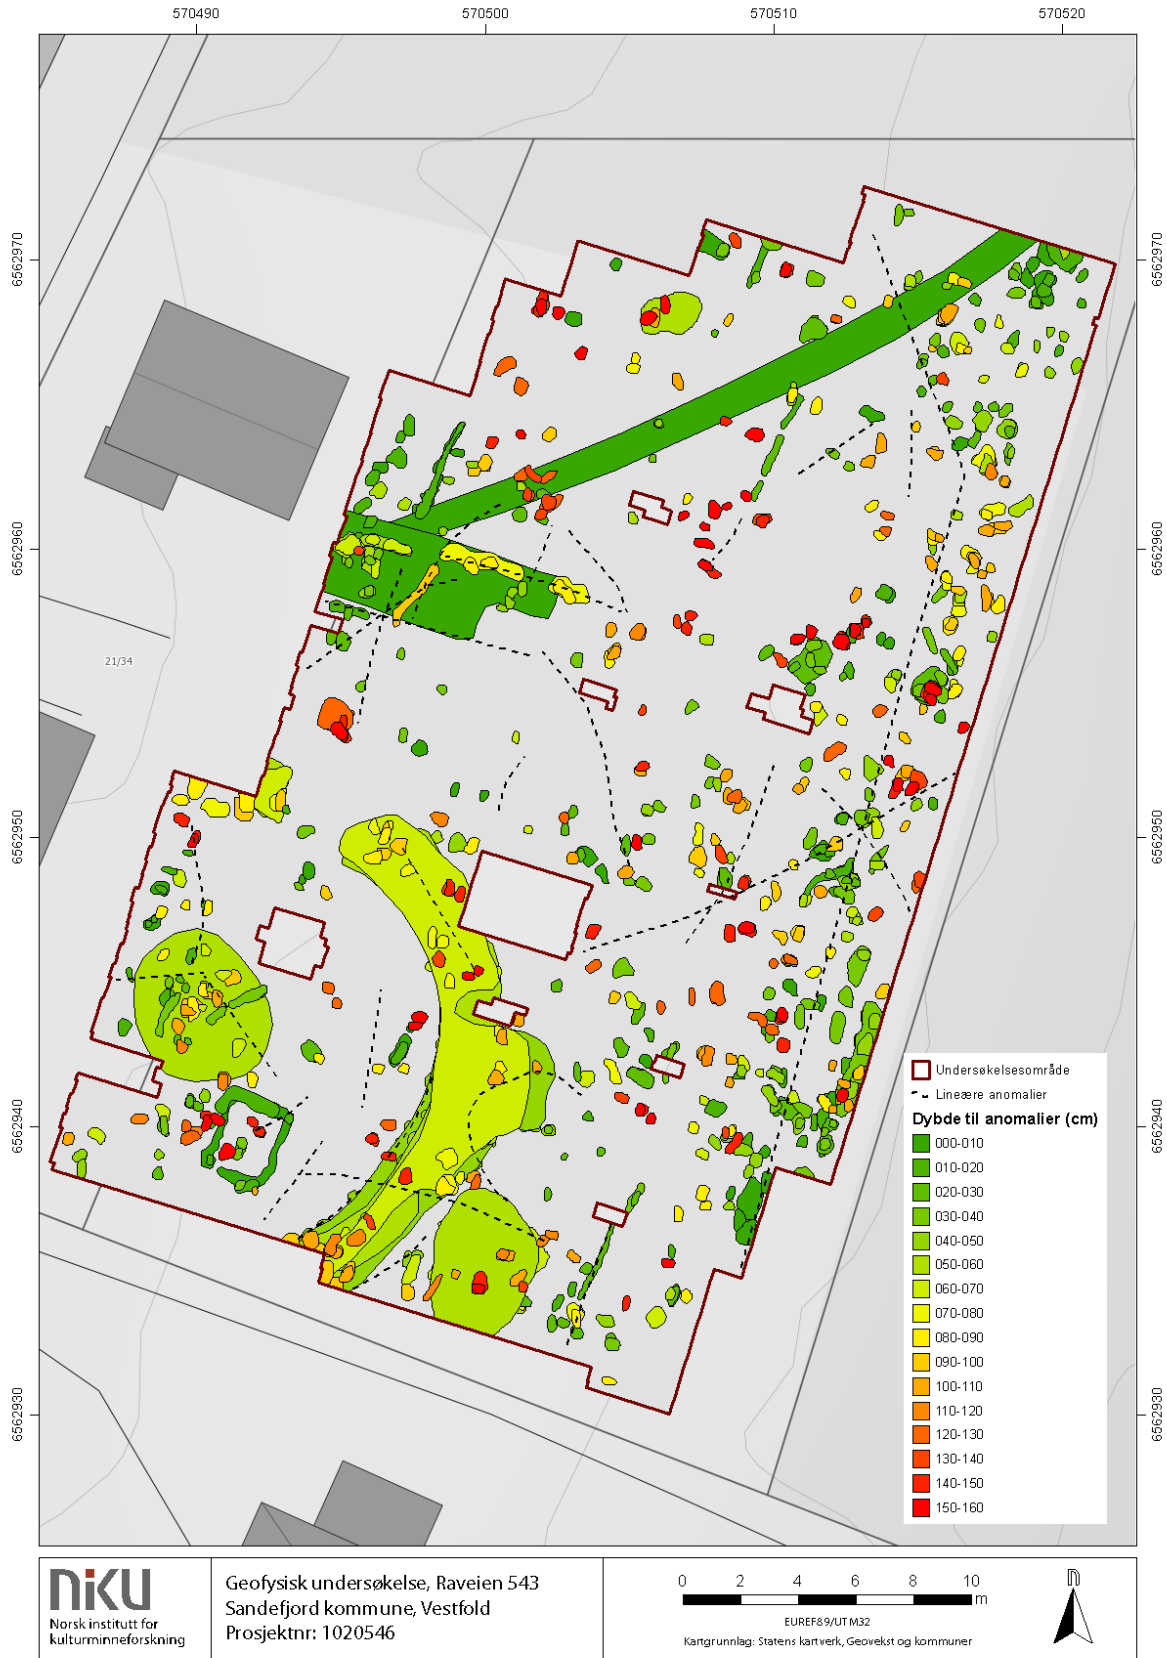 570490
570500
570510
570520
6562970
6562970
6562960
6562960
21/34
6562950
6562950
6562940
6562940
6562930
6562930
Undersøkelsesområde
Lineære anomalier
Dybde til anomalier (cm)
000-010
010-020
020-030
030-040
040-050
050-060
060-070
070-080
080-090
090-100
100-110
110-120
120-130
130-140
140-150
150-160
niku
Norsk institutt for
kulturminneforskning
Geofysisk undersøkelse, Raveien 543
Sandefjord kommune, Vestfold
Prosjektnr: 1020546
0 2 4 6 8 10
m
EUREF89/UTM32
Kartgrunnlag: Statens kartverk, Geovekst og kommuner
n